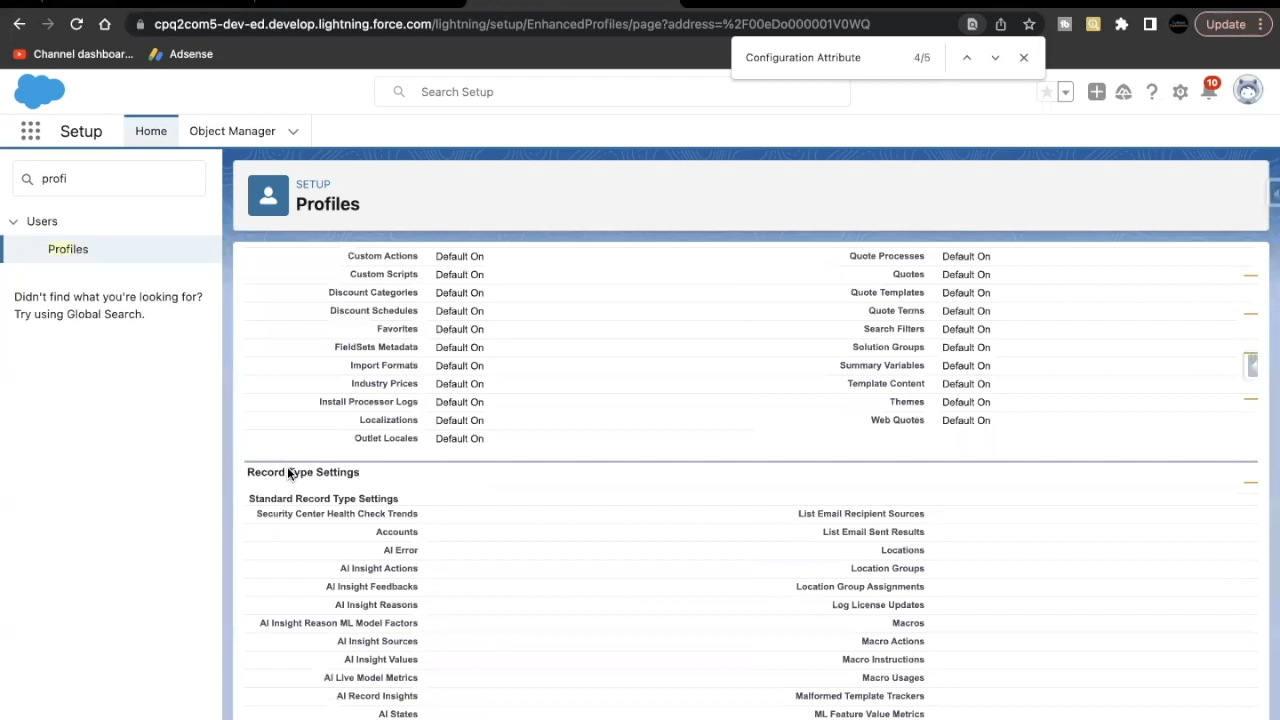 cpq2com5-dev-ed.develop.lightning.force.com/lightning/setup/EnhancedProfiles/page?address=%2F00eDo000001V0WQ
Update
Channel dashboar...
Adsense
Configuration Attribute
4/5
Search Setup
10
Setup
Home
Object Manager
profi
Users
Profiles
Didn't find what you're looking for?
Try using Global Search.
SETUP
Profiles
Custom Actions Default On Quote Processes Default On
Custom Scripts Default On Quotes Default On
Discount Categories Default On Quote Templates Default On
Discount Schedules Default On Quote Terms Default On
Favorites Default On Search Filters Default On
FieldSets Metadata Default On Solution Groups Default On
Import Formats Default On Summary Variables Default On
Industry Prices Default On Template Content Default On
Install Processor Logs Default On Themes Default On
Localizations Default On Web Quotes Default On
Outlet Locales Default On
Record Type Settings
Standard Record Type Settings
Security Center Health Check Trends List Email Recipient Sources
Accounts List Email Sent Results
AI Error Locations
AI Insight Actions Location Groups
AI Insight Feedbacks Location Group Assignments
AI Insight Reasons Log License Updates
AI Insight Reason ML Model Factors Macros
AI Insight Sources Macro Actions
AI Insight Values Macro Instructions
AI Live Model Metrics Macro Usages
AI Record Insights Malformed Template Trackers
AI States ML Feature Value Metrics